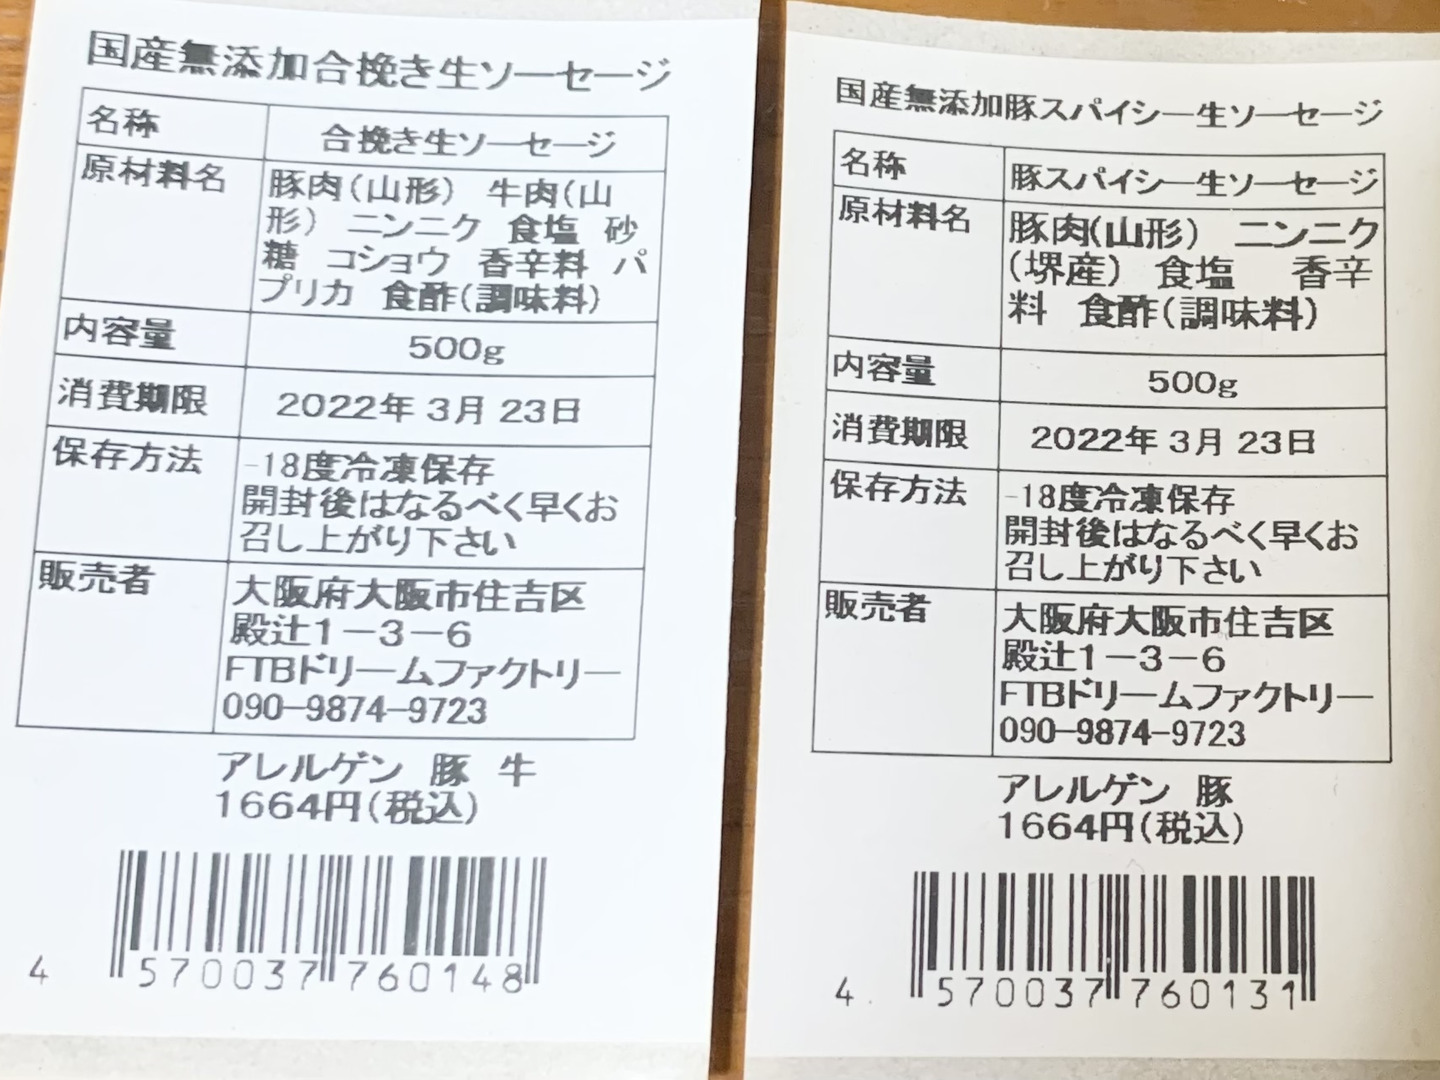 国産無添加合挽き生ソーセージ
名称 合挽き生ソーセージ
原材料名 豚肉(山形) 牛肉(山
形) ニンニク 食塩 砂
糖 コショウ 香辛料 パ
プリカ 食酢(調味料)
内容量 500g
消費期限 2022年 3月 23日
保存方法 -18度冷凍保存
開封後はなるべく早くお
召し上がり下さい
販売者 大阪府大阪市住吉区
殿辻1-3-6
FTBドリームファクトリー
090-9874-9723
アレルゲン 豚 牛
1664円(税込)
4 570037 760148
国産無添加豚スパイシー生ソーセージ
名称 豚スパイシー生ソーセージ
原材料名 豚肉(山形) ニンニク
(堺産) 食塩 香辛
料 食酢(調味料)
内容量 500g
消費期限 2022年 3月 23日
保存方法 -18度冷凍保存
開封後はなるべく早くお
召し上がり下さい
販売者 大阪府大阪市住吉区
殿辻1-3-6
FTBドリームファクトリー
090-9874-9723
アレルゲン 豚
1664円(税込)
4 570037 760131